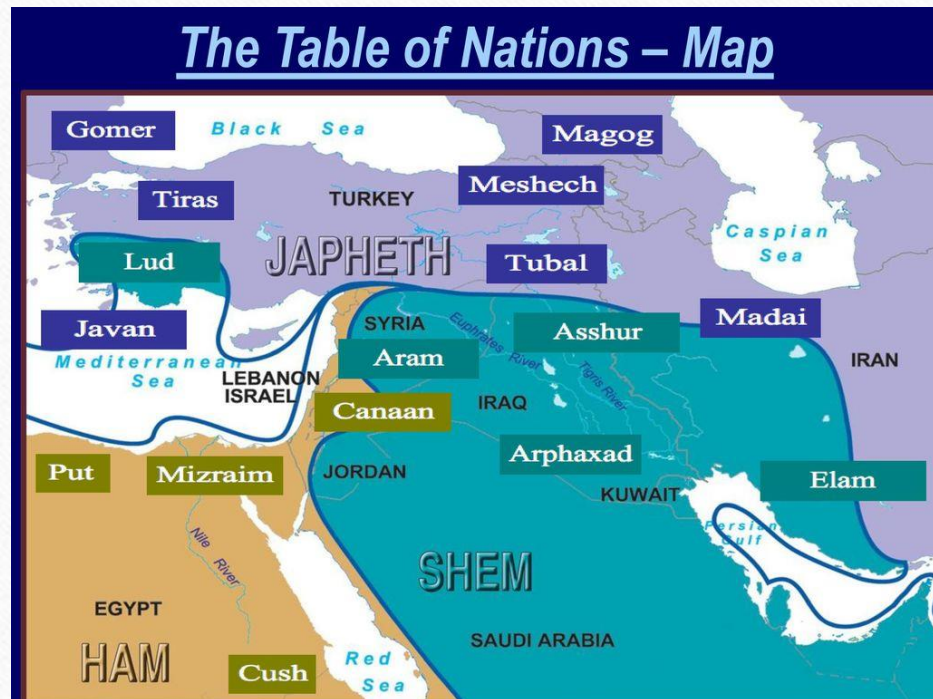 The Table of Nations – Map
Gomer
Black Sea
Magogg
Tiras
TURKEY
Meshech
Caspian
Sea
JAPHETH
Lud
Tubal
Javan
Madai
SYRIA
Euphrates River
Asshur
Mediterranean
Sea
Aram
Tigris River
IRAN
LEBANON
ISRAEL
IRAQ
Canaan
Put
Mizraim
JORDAN
Arphaxad
KUWAIT
Elam
Persian
Gulf
Nile River
SHEM
EGYPT
SAUDI ARABIA
HAM
Cush
Red
Sea